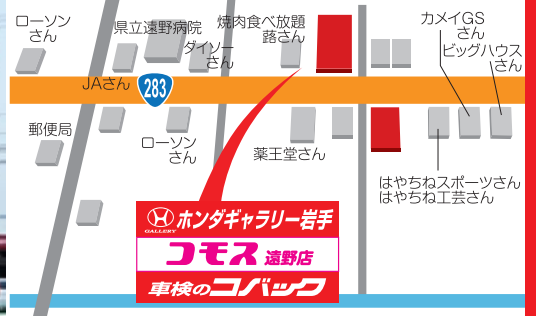 ローソン
さん
県立遠野病院
ダイソー
さん
焼肉食べ放題
蕗さん
カメイGS
さん
ビッグハウス
さん
JAさん
283
郵便局
ローソン
さん
薬王堂さん
はやちねスポーツさん
はやちね工芸さん
GALLERY
ホンダギャラリー岩手
コモス 遠野店
車検のコバック